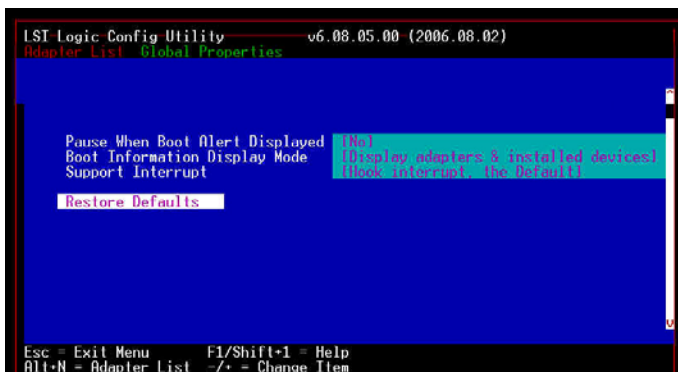 LSI Logic Config Utility v6.08.05.00 (2006.08.02)
Adapter List Global Properties
Pause When Boot Alert Displayed [No]
Boot Information Display Mode [Display adapters & installed devices]
Support Interrupt [Hook interrupt, the Default]
Restore Defaults
Esc = Exit Menu F1/Shift+1 = Help
Alt+N = Adapter List -/+ = Change Item